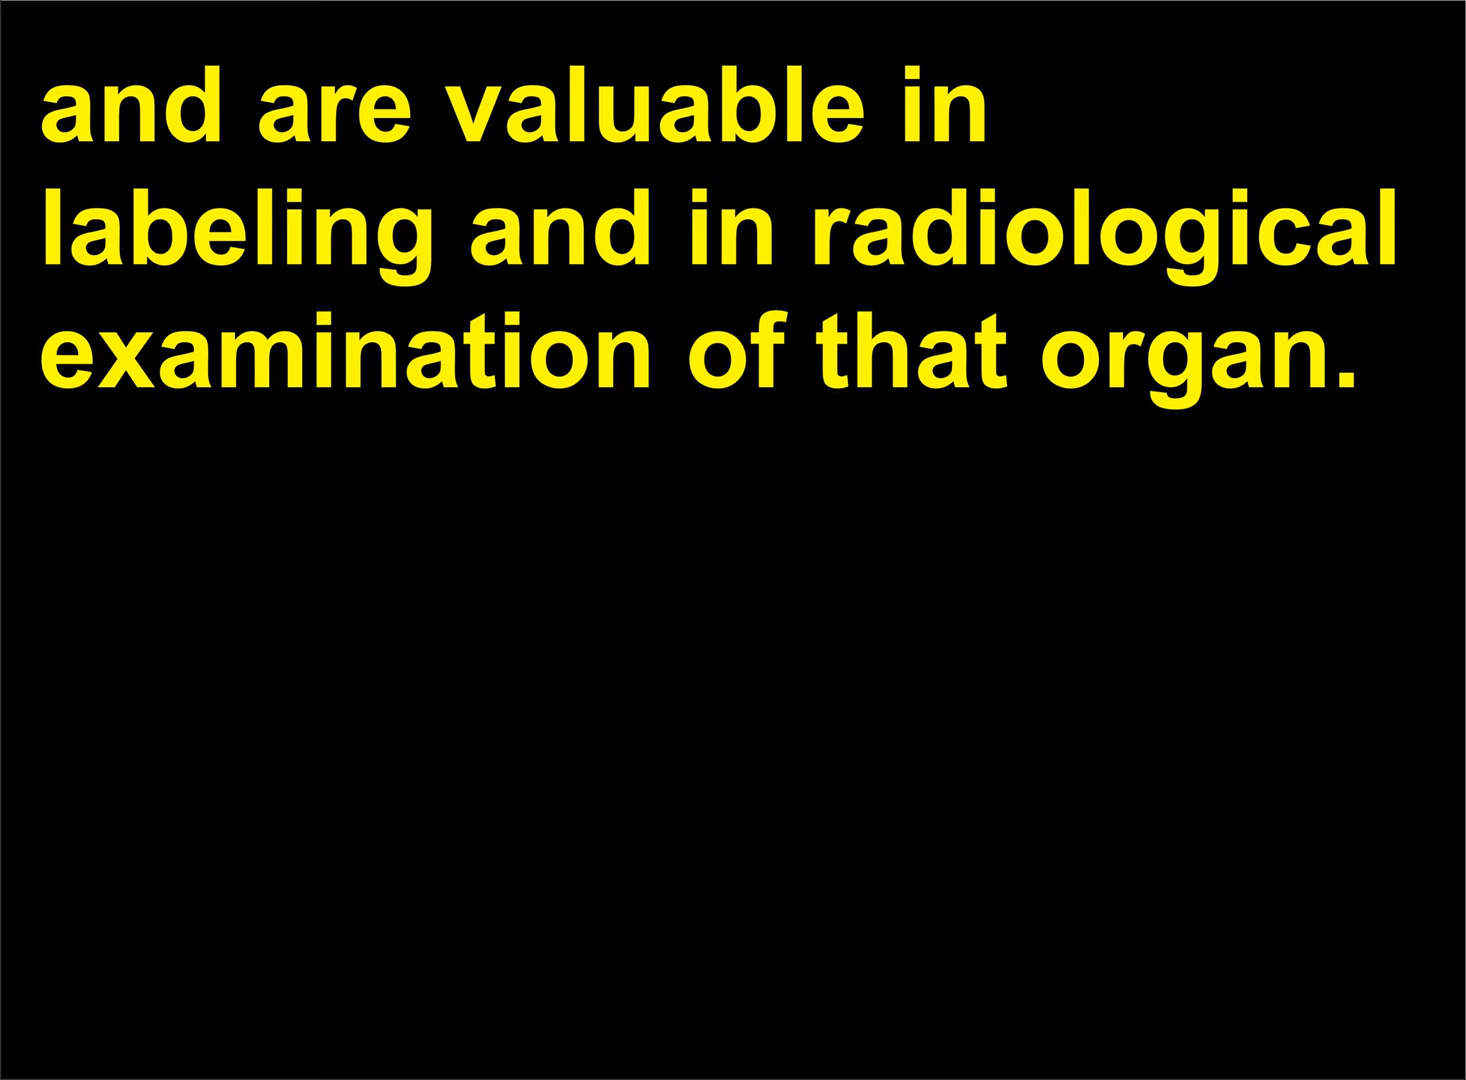 and are valuable in
labeling and in radiological
examination of that organ.